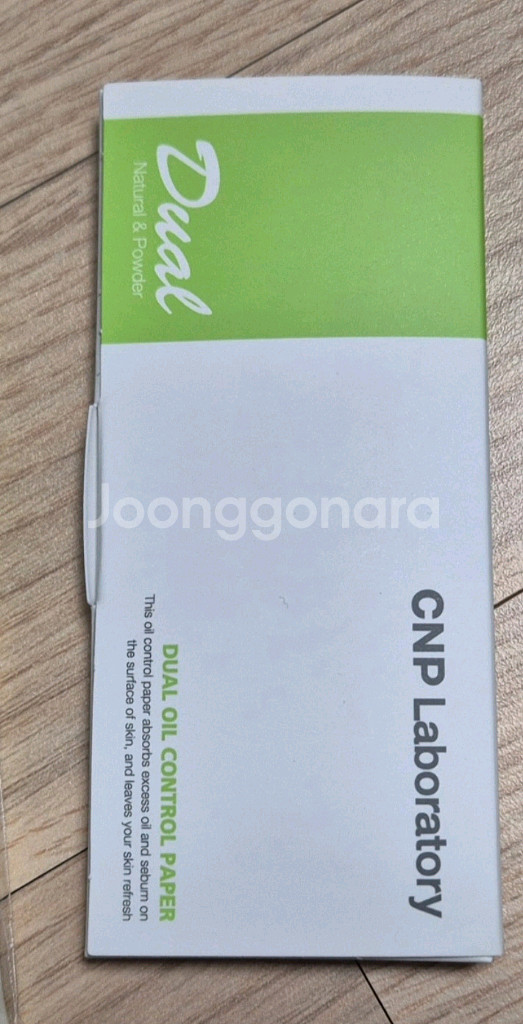 CNP Laboratory
Dual
Natural & Powder
DUAL OIL CONTROL PAPER
This oil control paper absorbs excess oil and sebum on
the surface of skin, and leaves your skin refresh
Joonggonara